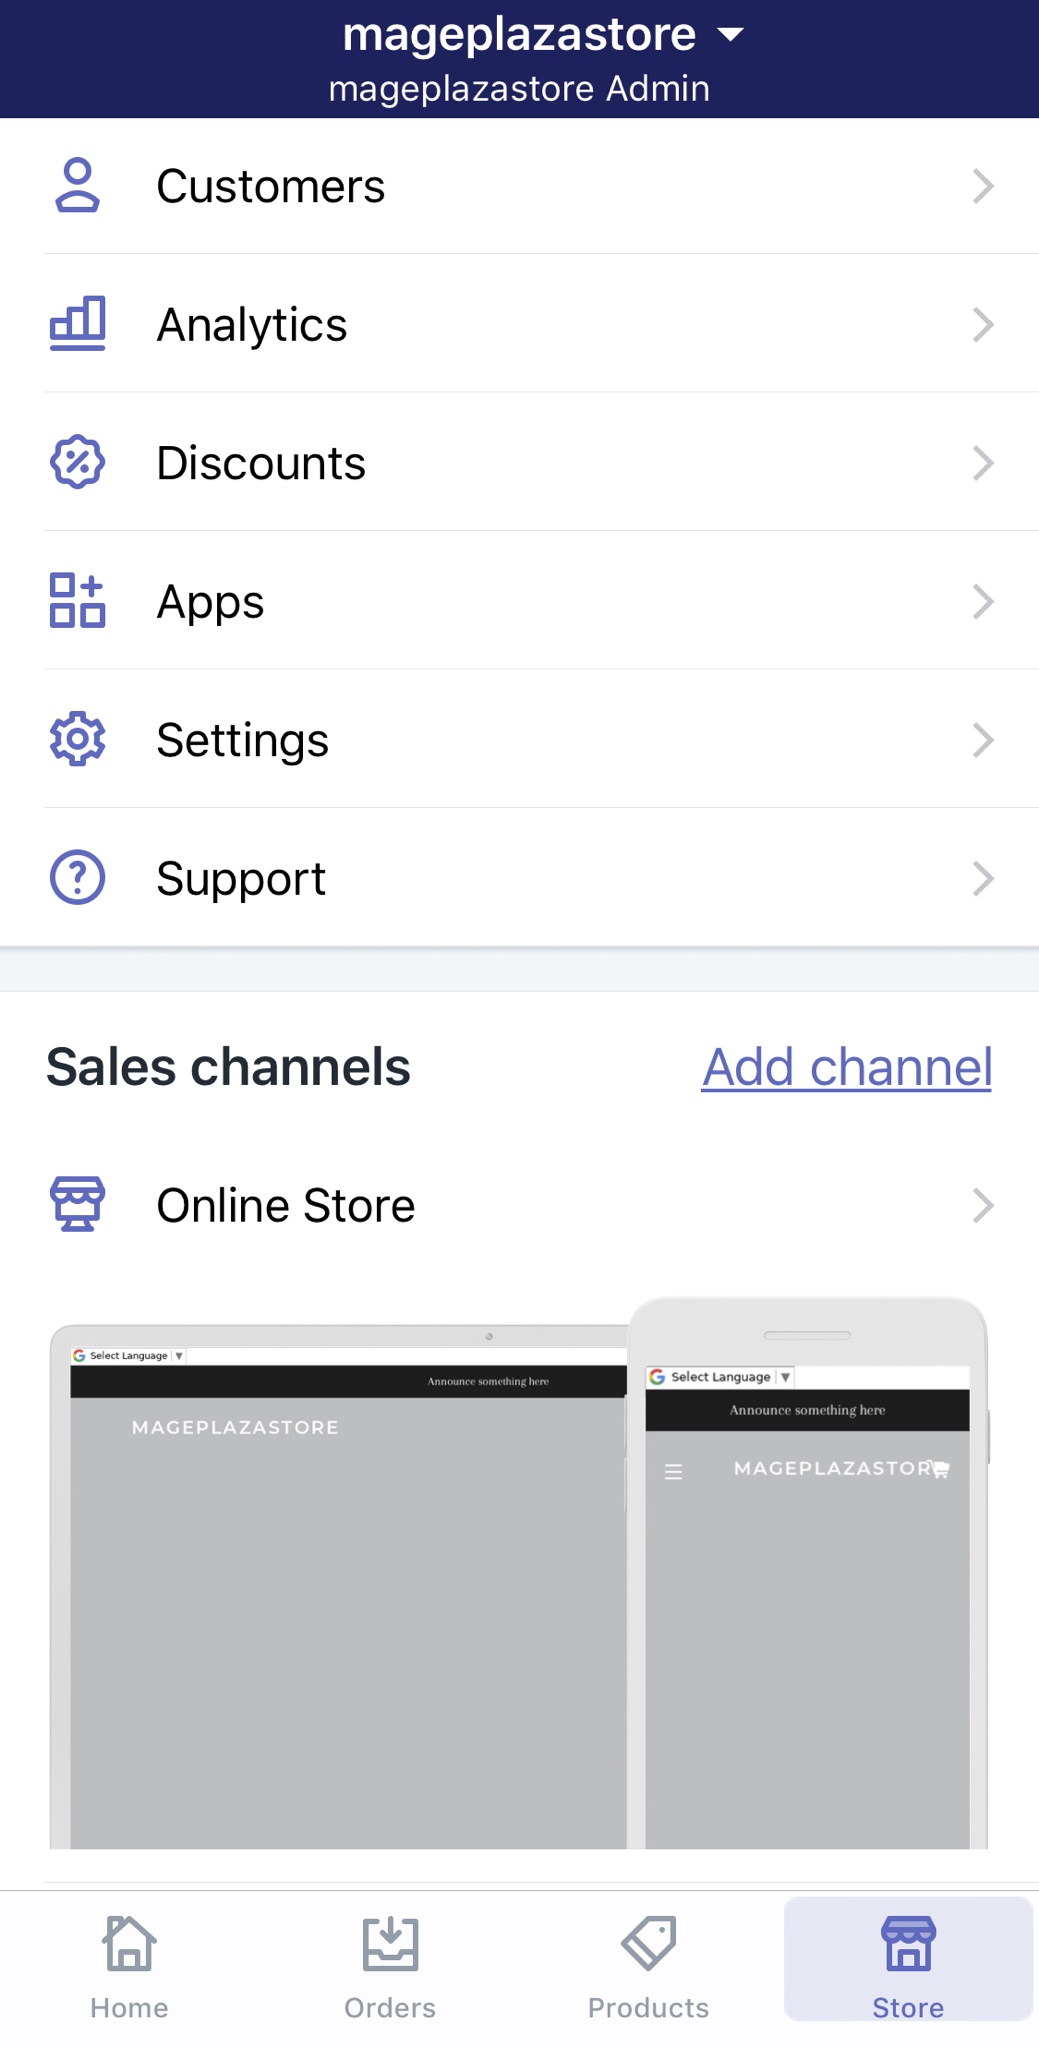 mageplazastore
mageplazastore Admin
Customers
Analytics
Discounts
Apps
Settings
Support
Sales channels
Add channel
Online Store
Select Language
Announce something here
MAGEPLAZASTORE
Select Language
Announce something here
MAGEPLAZASTOR
Home
Orders
Products
Store